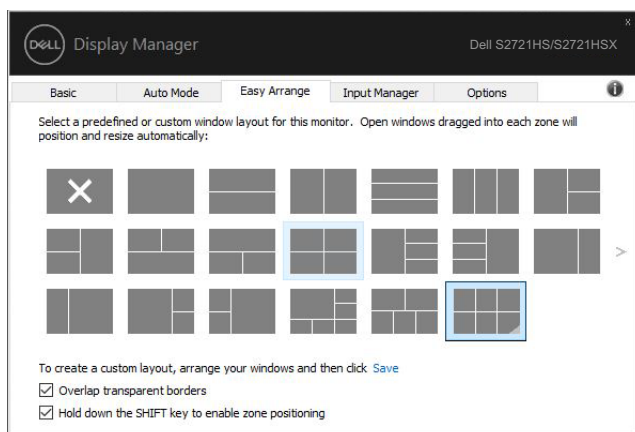 x
DELL Display Manager Dell S2721HS/S2721HSX
Basic Auto Mode Easy Arrange Input Manager Options
Select a predefined or custom window layout for this monitor. Open windows dragged into each zone will
position and resize automatically:
To create a custom layout, arrange your windows and then click Save
Overlap transparent borders
Hold down the SHIFT key to enable zone positioning